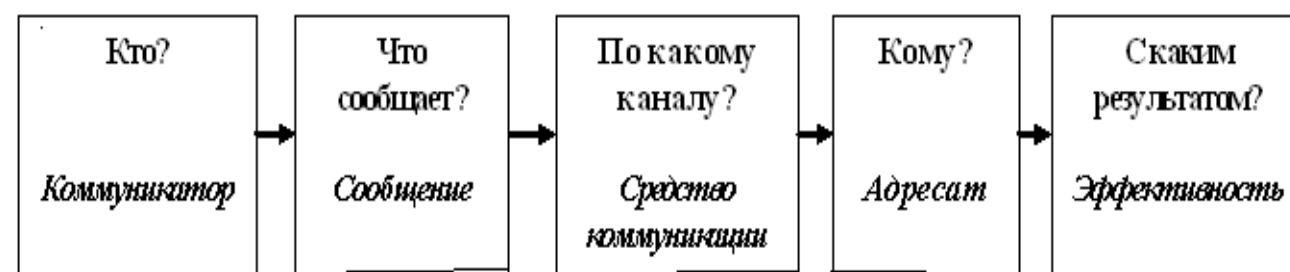 Кто?
Коммуникатор
Что
сообщает?
Сообщение
По какому
каналу?
Средство
коммуникации
Кому?
Адресат
С каким
результатом?
Эффективность